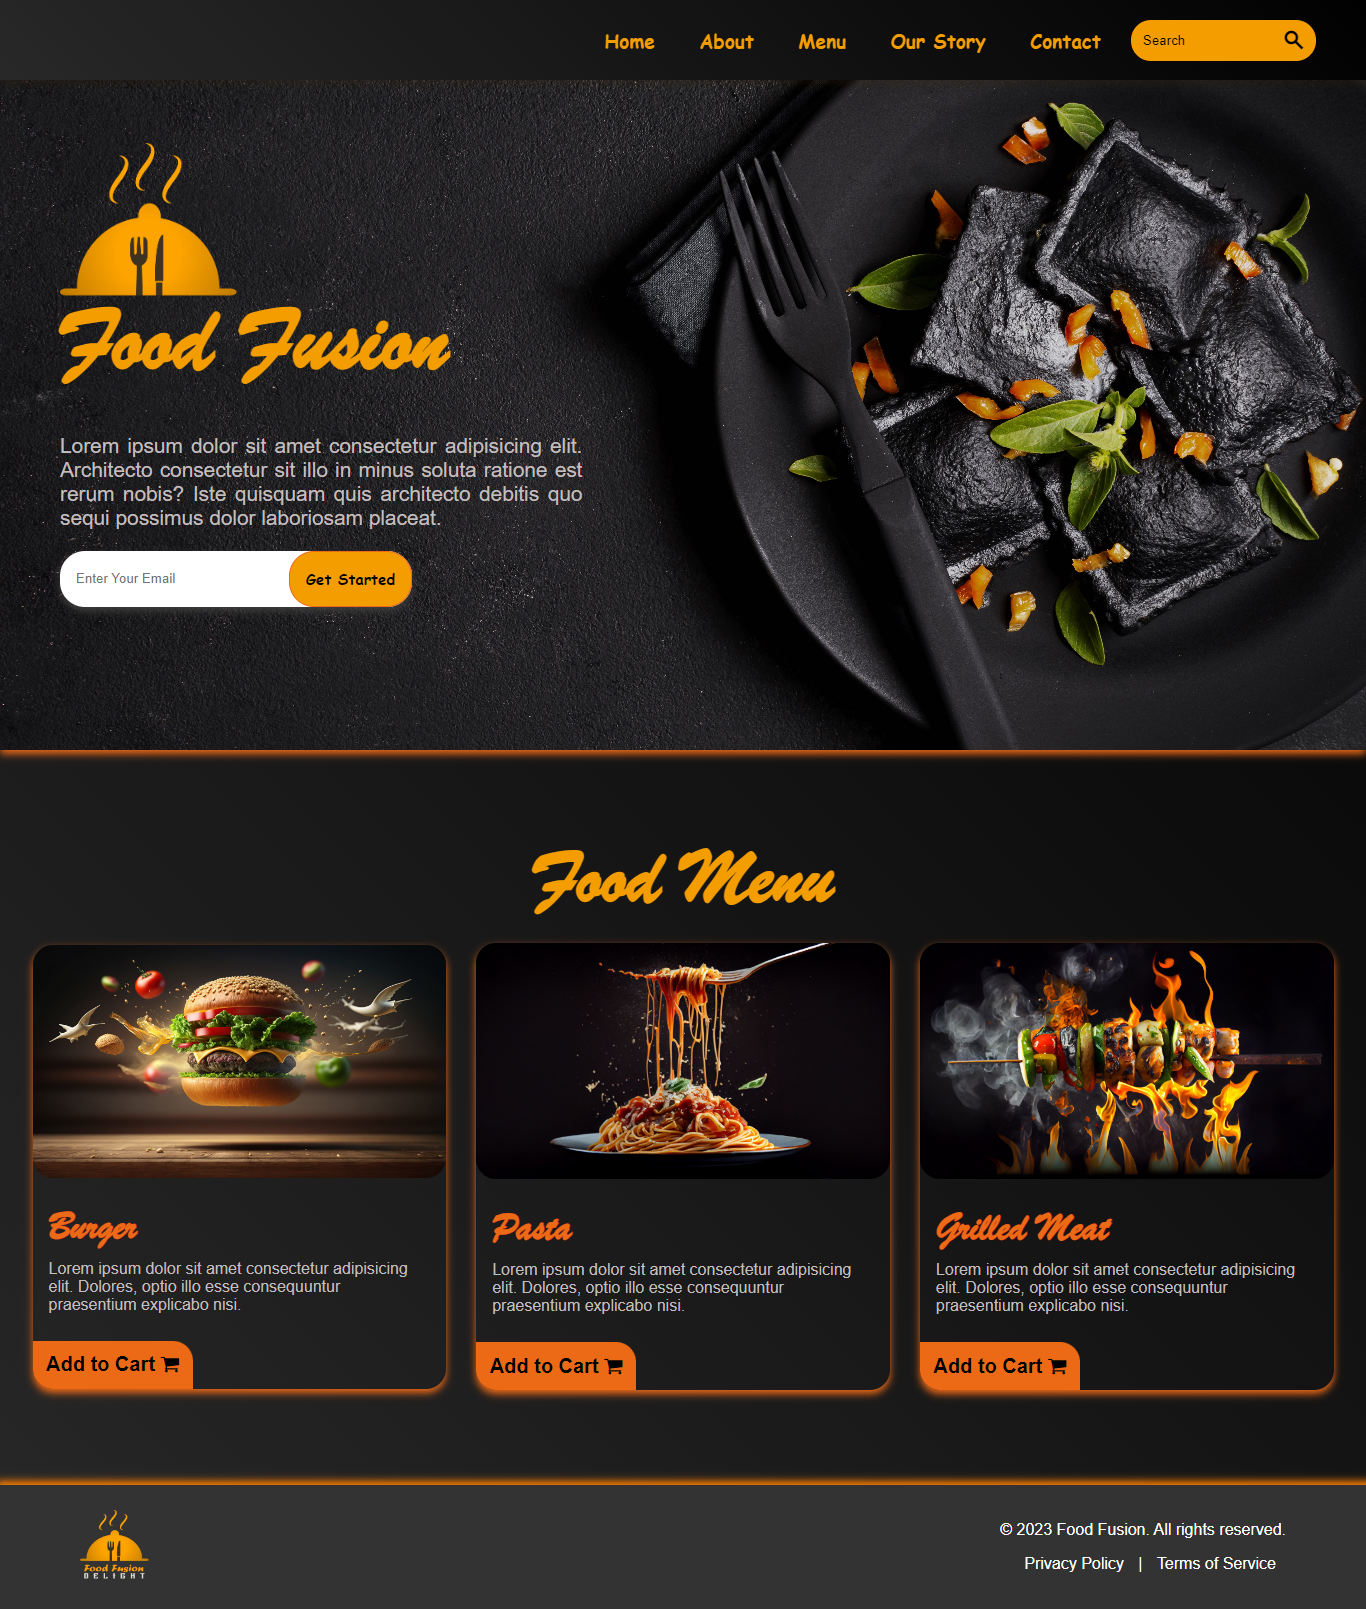 Home About Menu Our Story Contact Search
Food Fusion
Lorem ipsum dolor sit amet consectetur adipisicing elit.
Architecto consectetur sit illo in minus soluta ratione est
rerum nobis? Iste quisquam quis architecto debitis quo
sequi possimus dolor laboriosam placeat.
Enter Your Email Get Started
Food Menu
Burger
Lorem ipsum dolor sit amet consectetur adipisicing
elit. Dolores, optio illo esse consequuntur
praesentium explicabo nisi.
Add to Cart
Pasta
Lorem ipsum dolor sit amet consectetur adipisicing
elit. Dolores, optio illo esse consequuntur
praesentium explicabo nisi.
Add to Cart
Grilled Meat
Lorem ipsum dolor sit amet consectetur adipisicing
elit. Dolores, optio illo esse consequuntur
praesentium explicabo nisi.
Add to Cart
Food Fusion
DELIGHT
© 2023 Food Fusion. All rights reserved.
Privacy Policy | Terms of Service